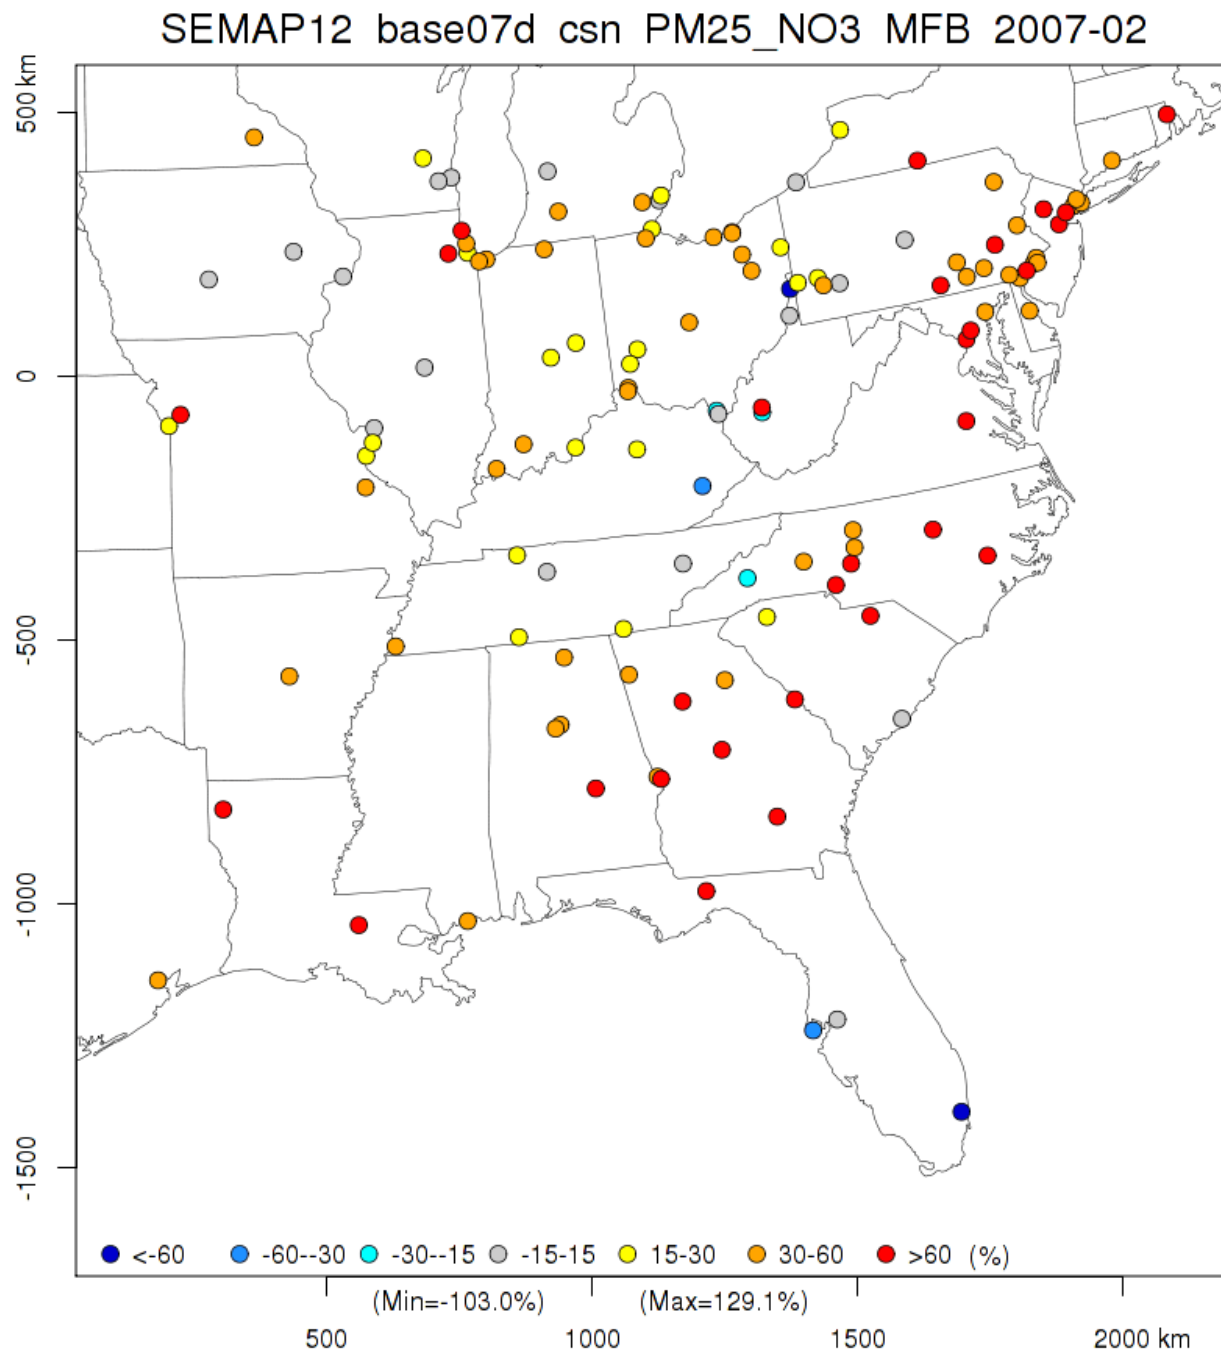 SEMAP12 base07d csn PM25_NO3 MFB 2007-02
500 km
0
-500
-1000
-1500
<-60 -60--30 -30--15 -15-15 15-30 30-60 >60 (%)
(Min=-103.0%) (Max=129.1%)
500 1000 1500 2000 km